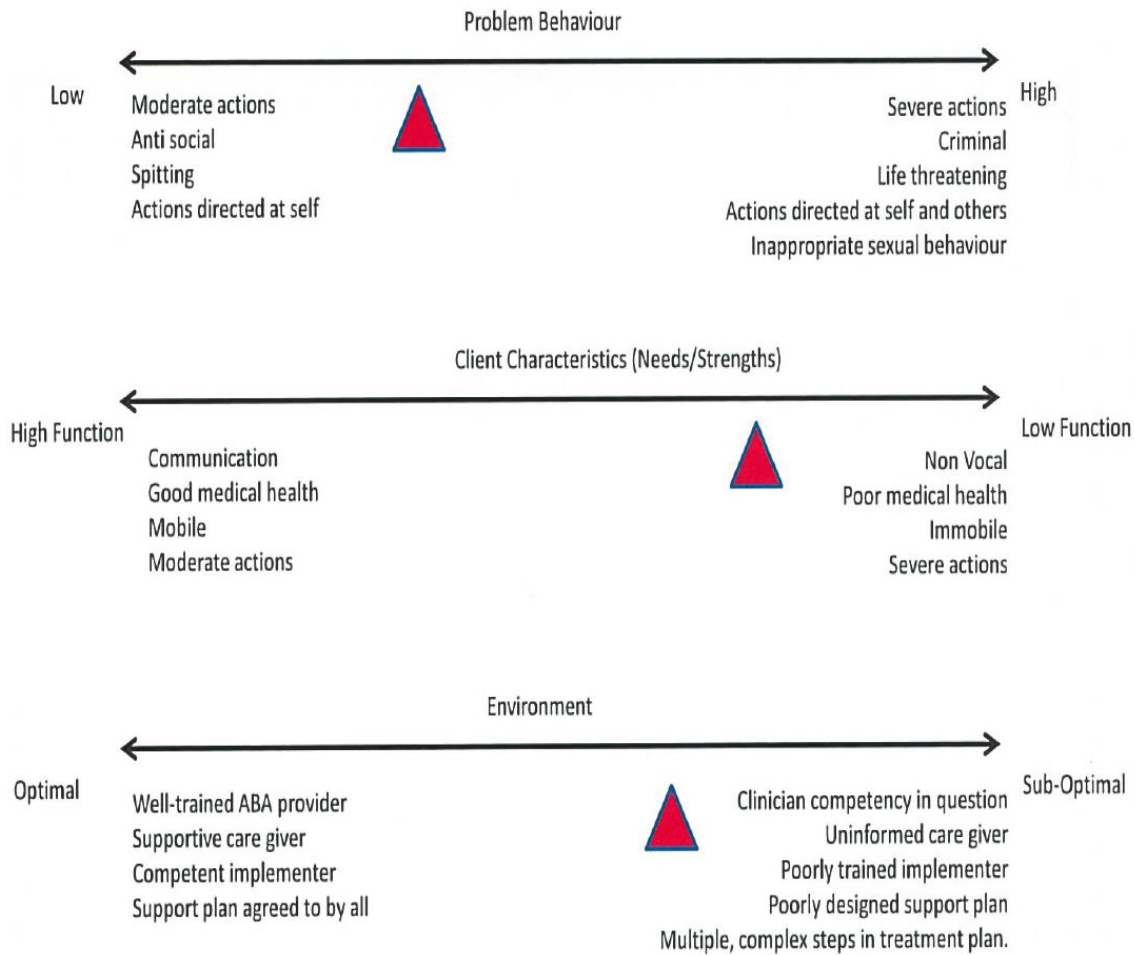 Problem Behaviour
Low
High
Moderate actions
Anti social
Spitting
Actions directed at self
Severe actions
Criminal
Life threatening
Actions directed at self and others
Inappropriate sexual behaviour
Client Characteristics (Needs/Strengths)
High Function
Low Function
Communication
Good medical health
Mobile
Moderate actions
Non Vocal
Poor medical health
Immobile
Severe actions
Environment
Optimal
Sub-Optimal
Well-trained ABA provider
Supportive care giver
Competent implementer
Support plan agreed to by all
Clinician competency in question
Uninformed care giver
Poorly trained implementer
Poorly designed support plan
Multiple, complex steps in treatment plan.